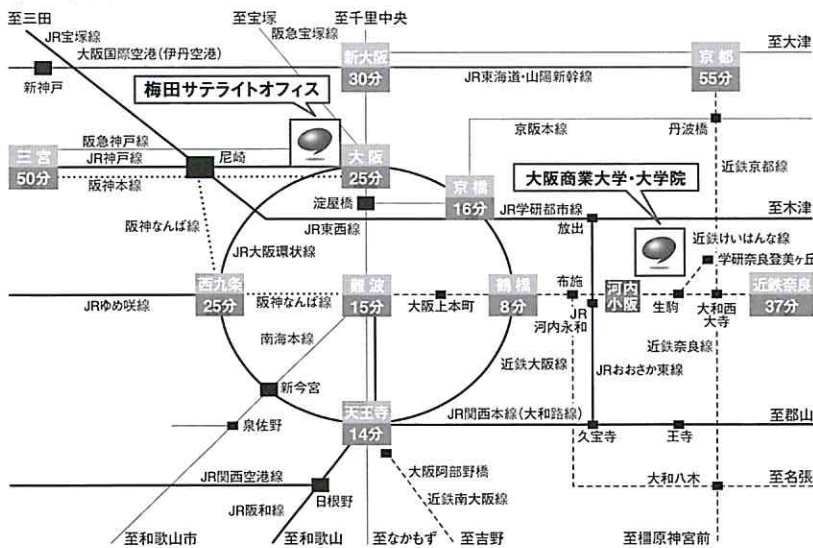 至三田
至宝塚
至千里中央
JR宝塚線
阪急宝塚線
大阪国際空港(伊丹空港)
新大阪
30分
京都
55分
至大津
新神戸
JR東海道・山陽新幹線
梅田サテライトオフィス
京阪本線
丹波橋
阪急神戸線
三宮
50分
JR神戸線
尼崎
大阪
25分
阪神本線
京橋
16分
大阪商業大学・大学院
近鉄京都線
淀屋橋
JR学研都市線
至木津
阪神なんば線
JR東西線
放出
近鉄けいはんな線
JR大阪環状線
学研奈良登美ヶ丘
西九条
25分
難波
15分
鶴橋
8分
布施
河内
小阪
近鉄奈良
37分
JRゆめ咲線
阪神なんば線
大阪上本町
JR
河内永和
生駒
大和西
大寺
南海本線
近鉄大阪線
近鉄奈良線
JRおおさか東線
新今宮
天王寺
14分
JR関西本線(大和路線)
至郡山
泉佐野
久宝寺
王寺
大阪阿部野橋
JR関西空港線
近鉄南大阪線
大和八木
至名張
日根野
JR阪和線
至和歌山市
至和歌山
至なかもず
至吉野
至橿原神宮前